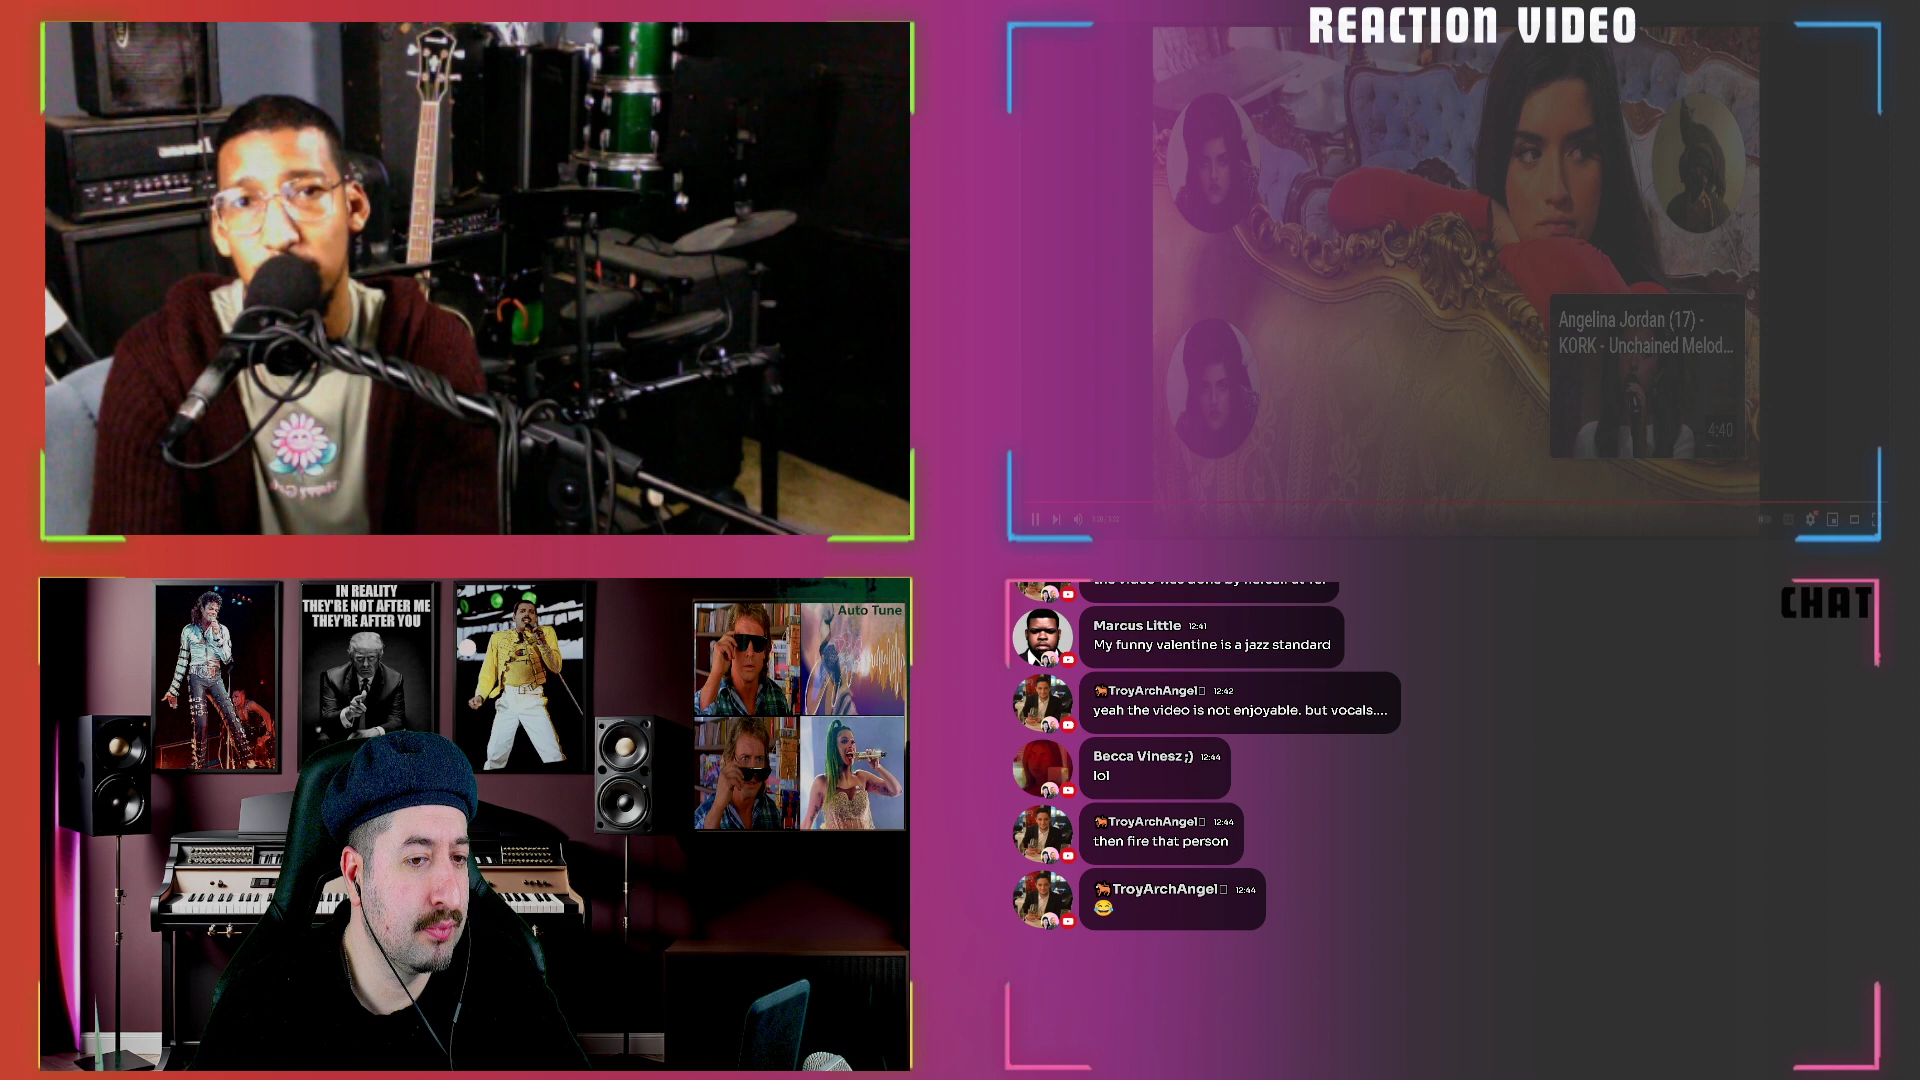 REACTION VIDEO
Angelina Jordan (17) -
KORK - Unchained Melod...
4:40
IN REALITY
THEY'RE NOT AFTER ME
THEY'RE AFTER YOU
Auto Tune
CHAT
Marcus Little 12:41
My funny valentine is a jazz standard
TroyArchAngel 12:42
yeah the video is not enjoyable. but vocals....
Becca Vinesz ;) 12:44
lol
TroyArchAngel 12:44
then fire that person
TroyArchAngel 12:44
😂